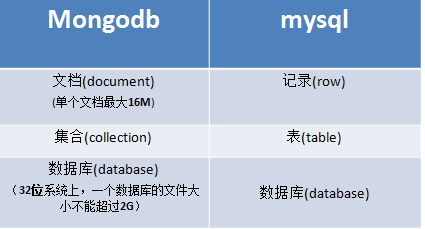 Mongodb
mysql
文档(document)
(单个文档最大16M)
记录(row)
集合(collection)
表(table)
数据库(database)
（32位系统上，一个数据库的文件大
小不能超过2G）
数据库(database)